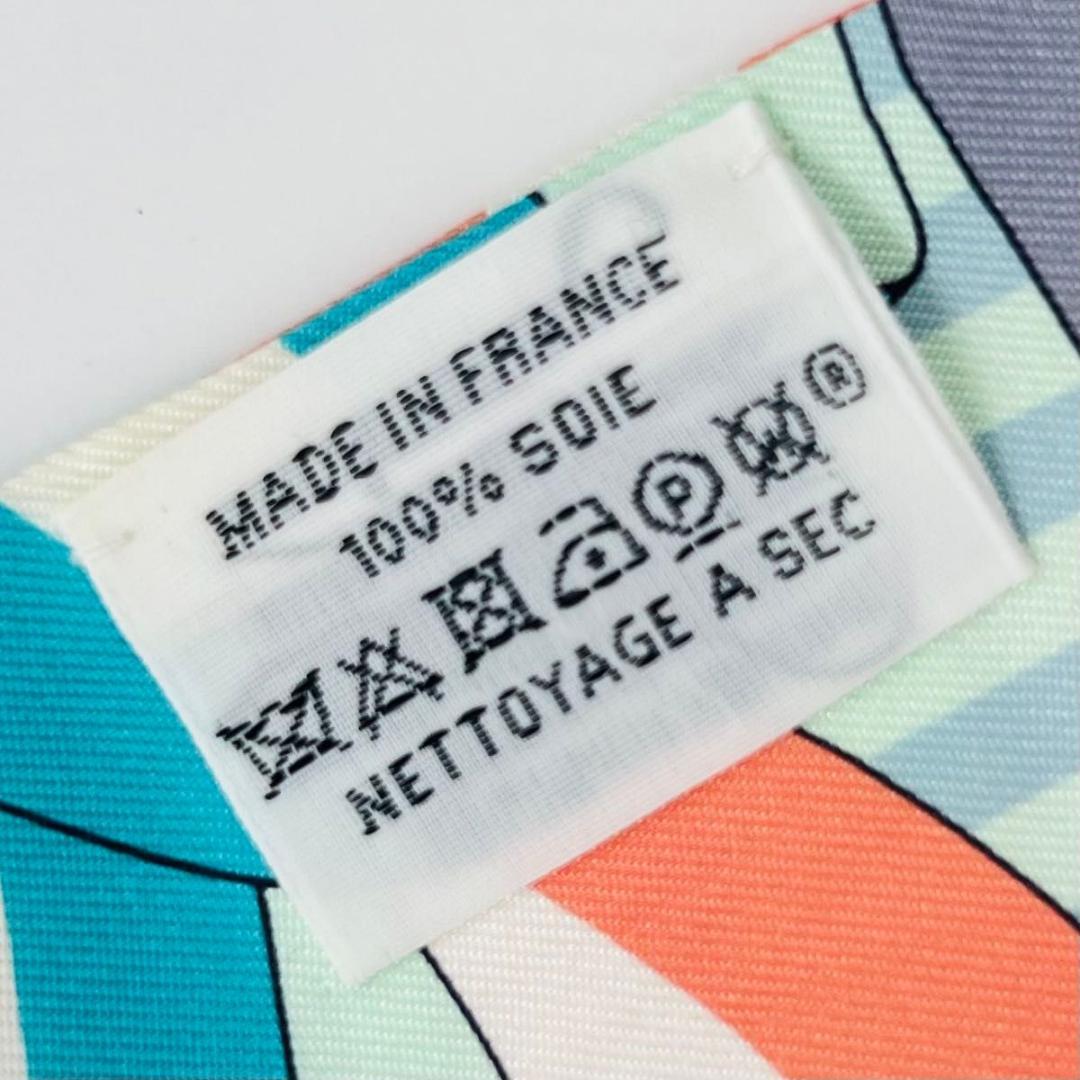 MADE IN FRANCE
100% SOIE
P W ®
NETTOYAGE A SEC